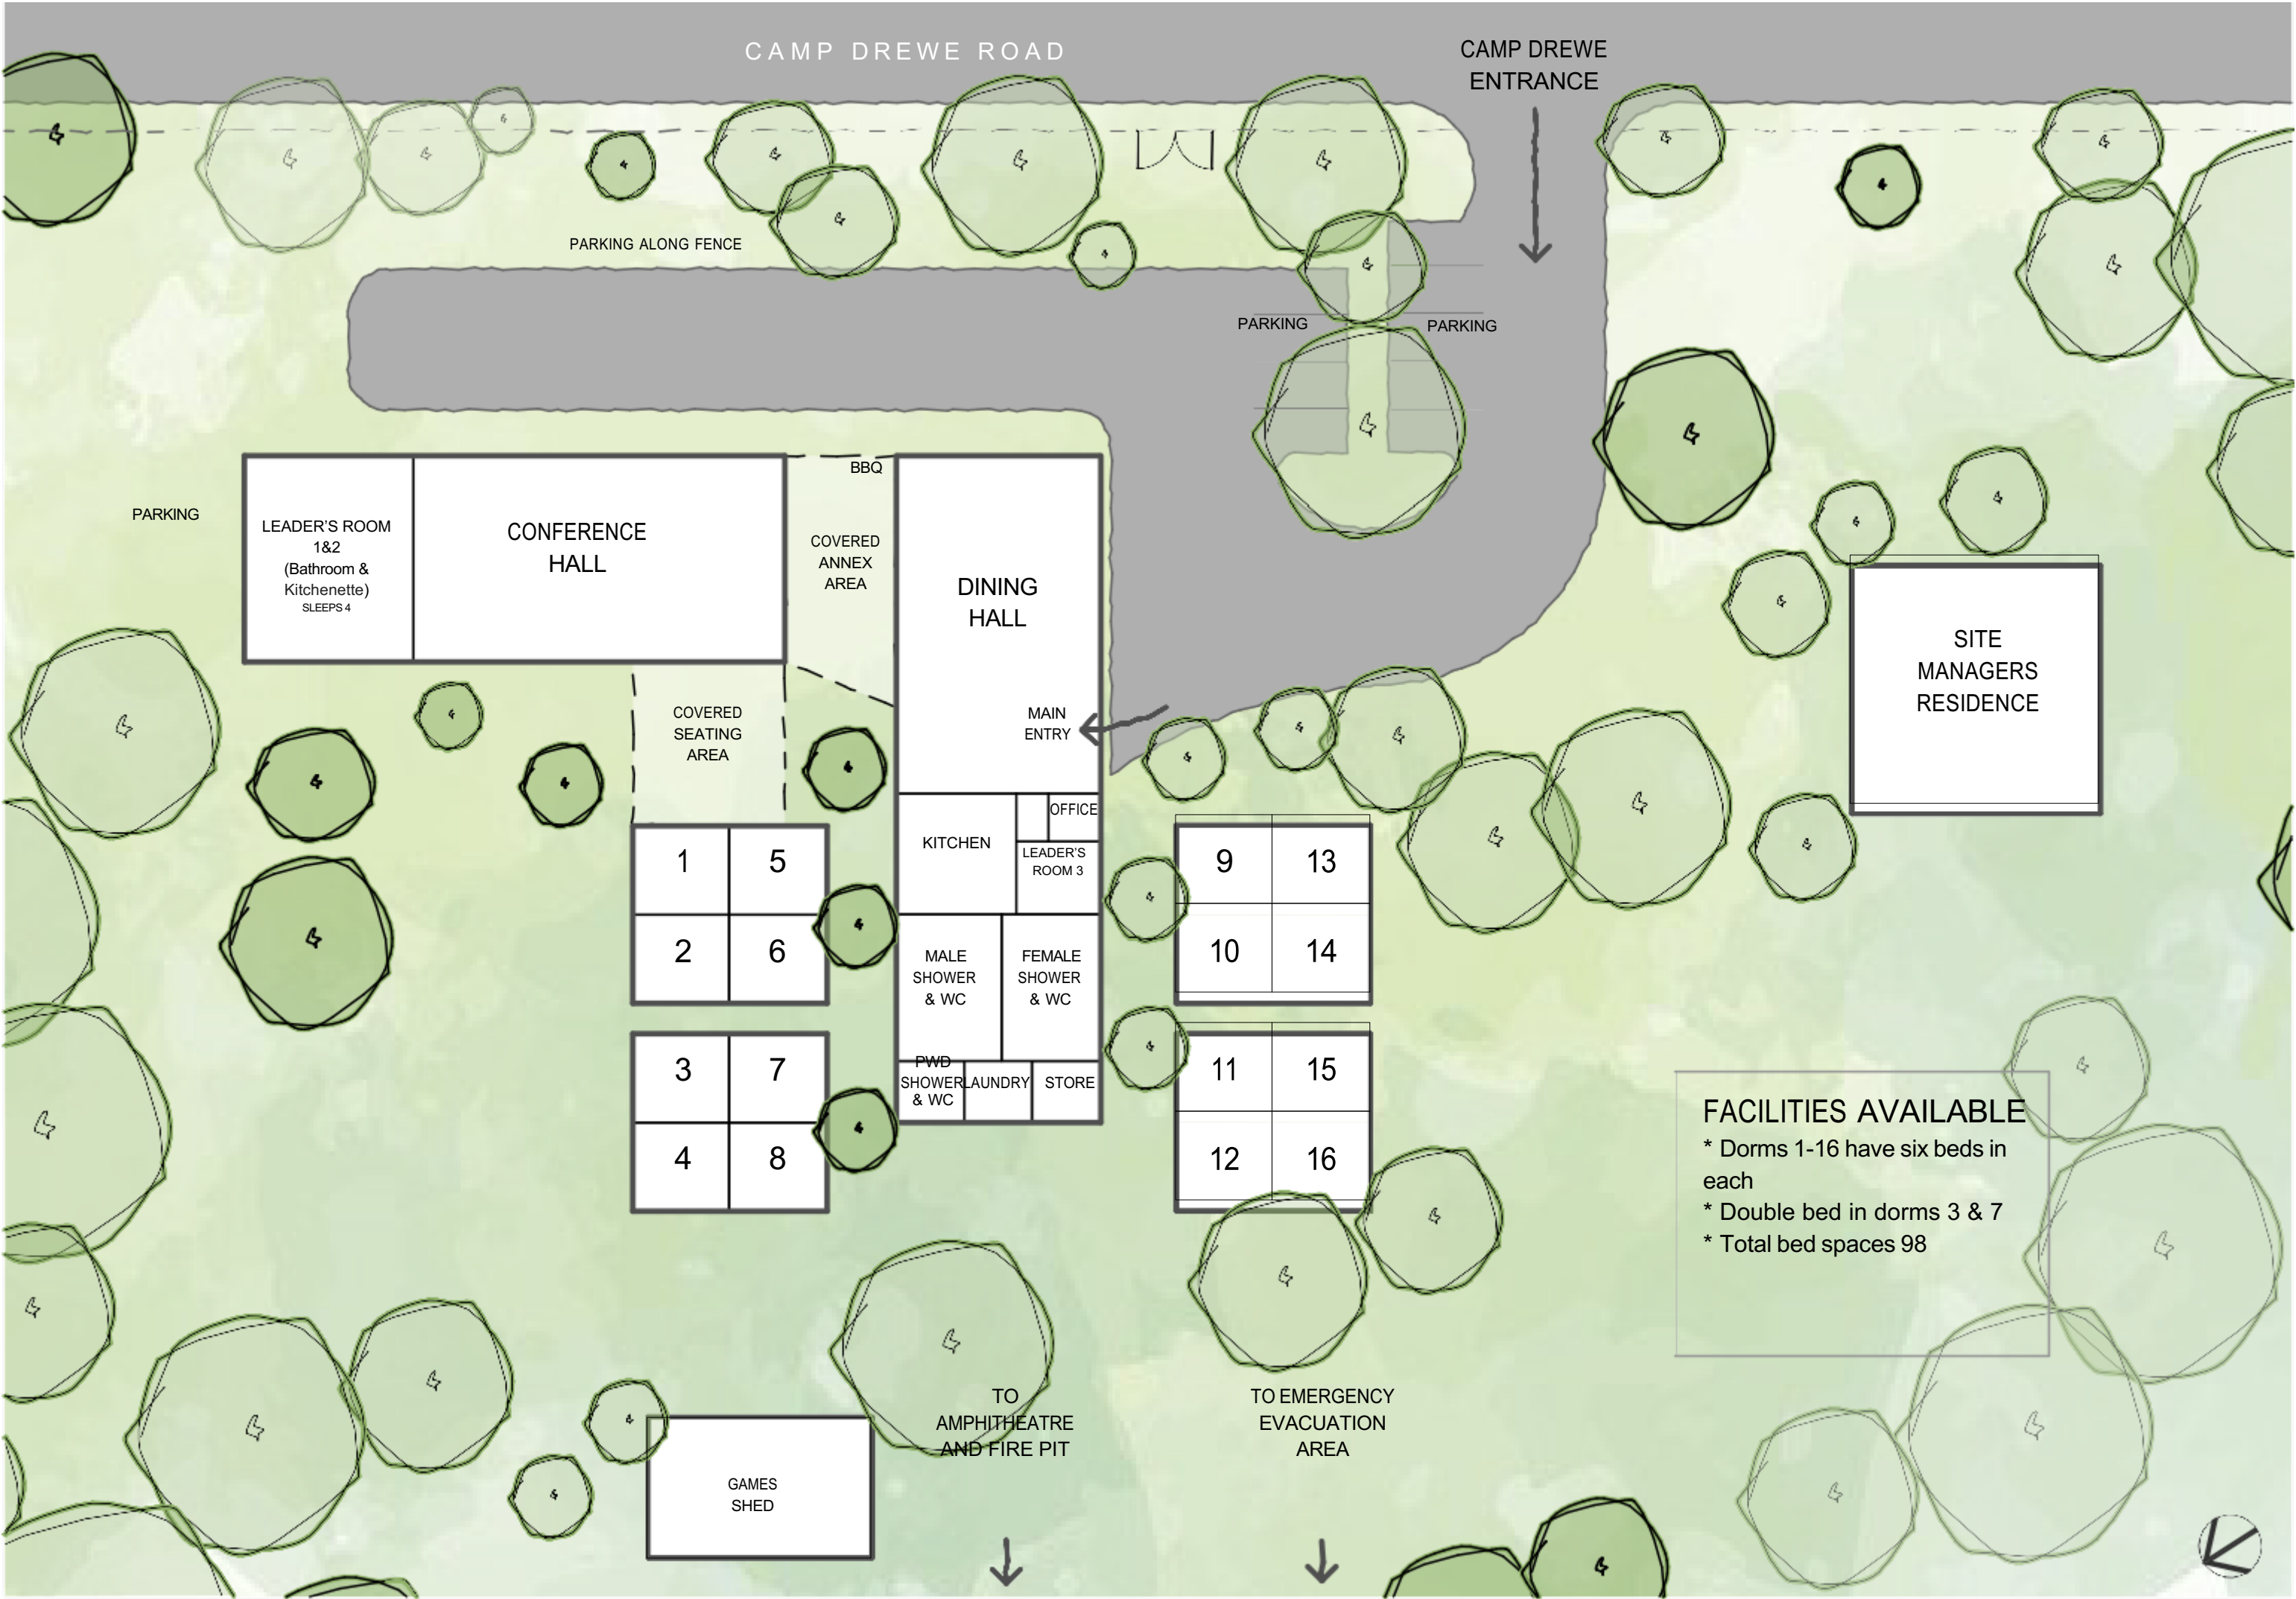 CAMP DREWE ROAD
CAMP DREWE
ENTRANCE
PARKING ALONG FENCE
PARKING
PARKING
PARKING
LEADER'S ROOM
1&2
(Bathroom &
Kitchenette)
SLEEPS 4
CONFERENCE
HALL
BBQ
COVERED
ANNEX
AREA
DINING
HALL
MAIN
ENTRY
COVERED
SEATING
AREA
SITE
MANAGERS
RESIDENCE
KITCHEN
OFFICE
LEADER'S
ROOM 3
1
5
2
6
9
13
10
14
MALE
SHOWER
& WC
FEMALE
SHOWER
& WC
3
7
4
8
PWD
SHOWER
& WC
LAUNDRY
STORE
11
15
12
16
FACILITIES AVAILABLE
* Dorms 1-16 have six beds in
each
* Double bed in dorms 3 & 7
* Total bed spaces 98
TO
AMPHITHEATRE
AND FIRE PIT
TO EMERGENCY
EVACUATION
AREA
GAMES
SHED